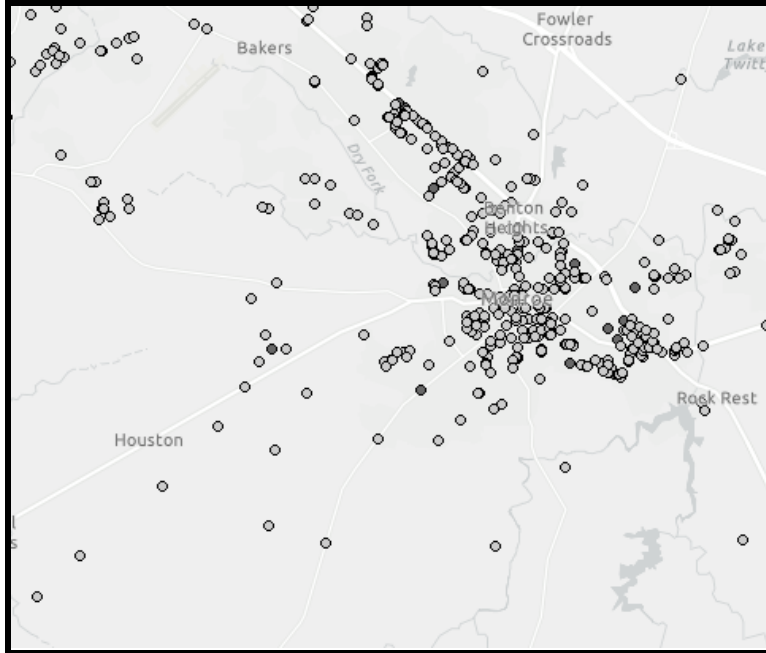 Fowler
Crossroads
Bakers
Lake
Twitty
Dry Fork
Benton
Heights
Monroe
Rock Rest
Houston
l
s